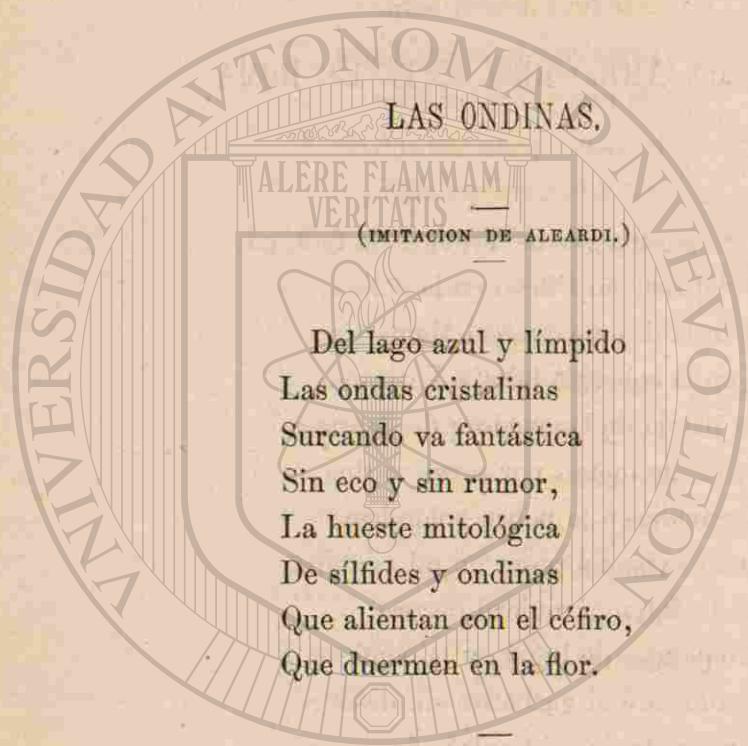 LAS ONDINAS.
(IMITACION DE ALEARDI.)
Del lago azul y límpido
Las ondas cristalinas
Surcando va fantástica
Sin eco y sin rumor,
La hueste mitológica
De sílfides y ondinas
Que alientan con el céfiro,
Que duermen en la flor.
UNIVERSIDAD AVTONOMA DE NVEVO LEON
ALERE FLAMMAM
VERITATIS